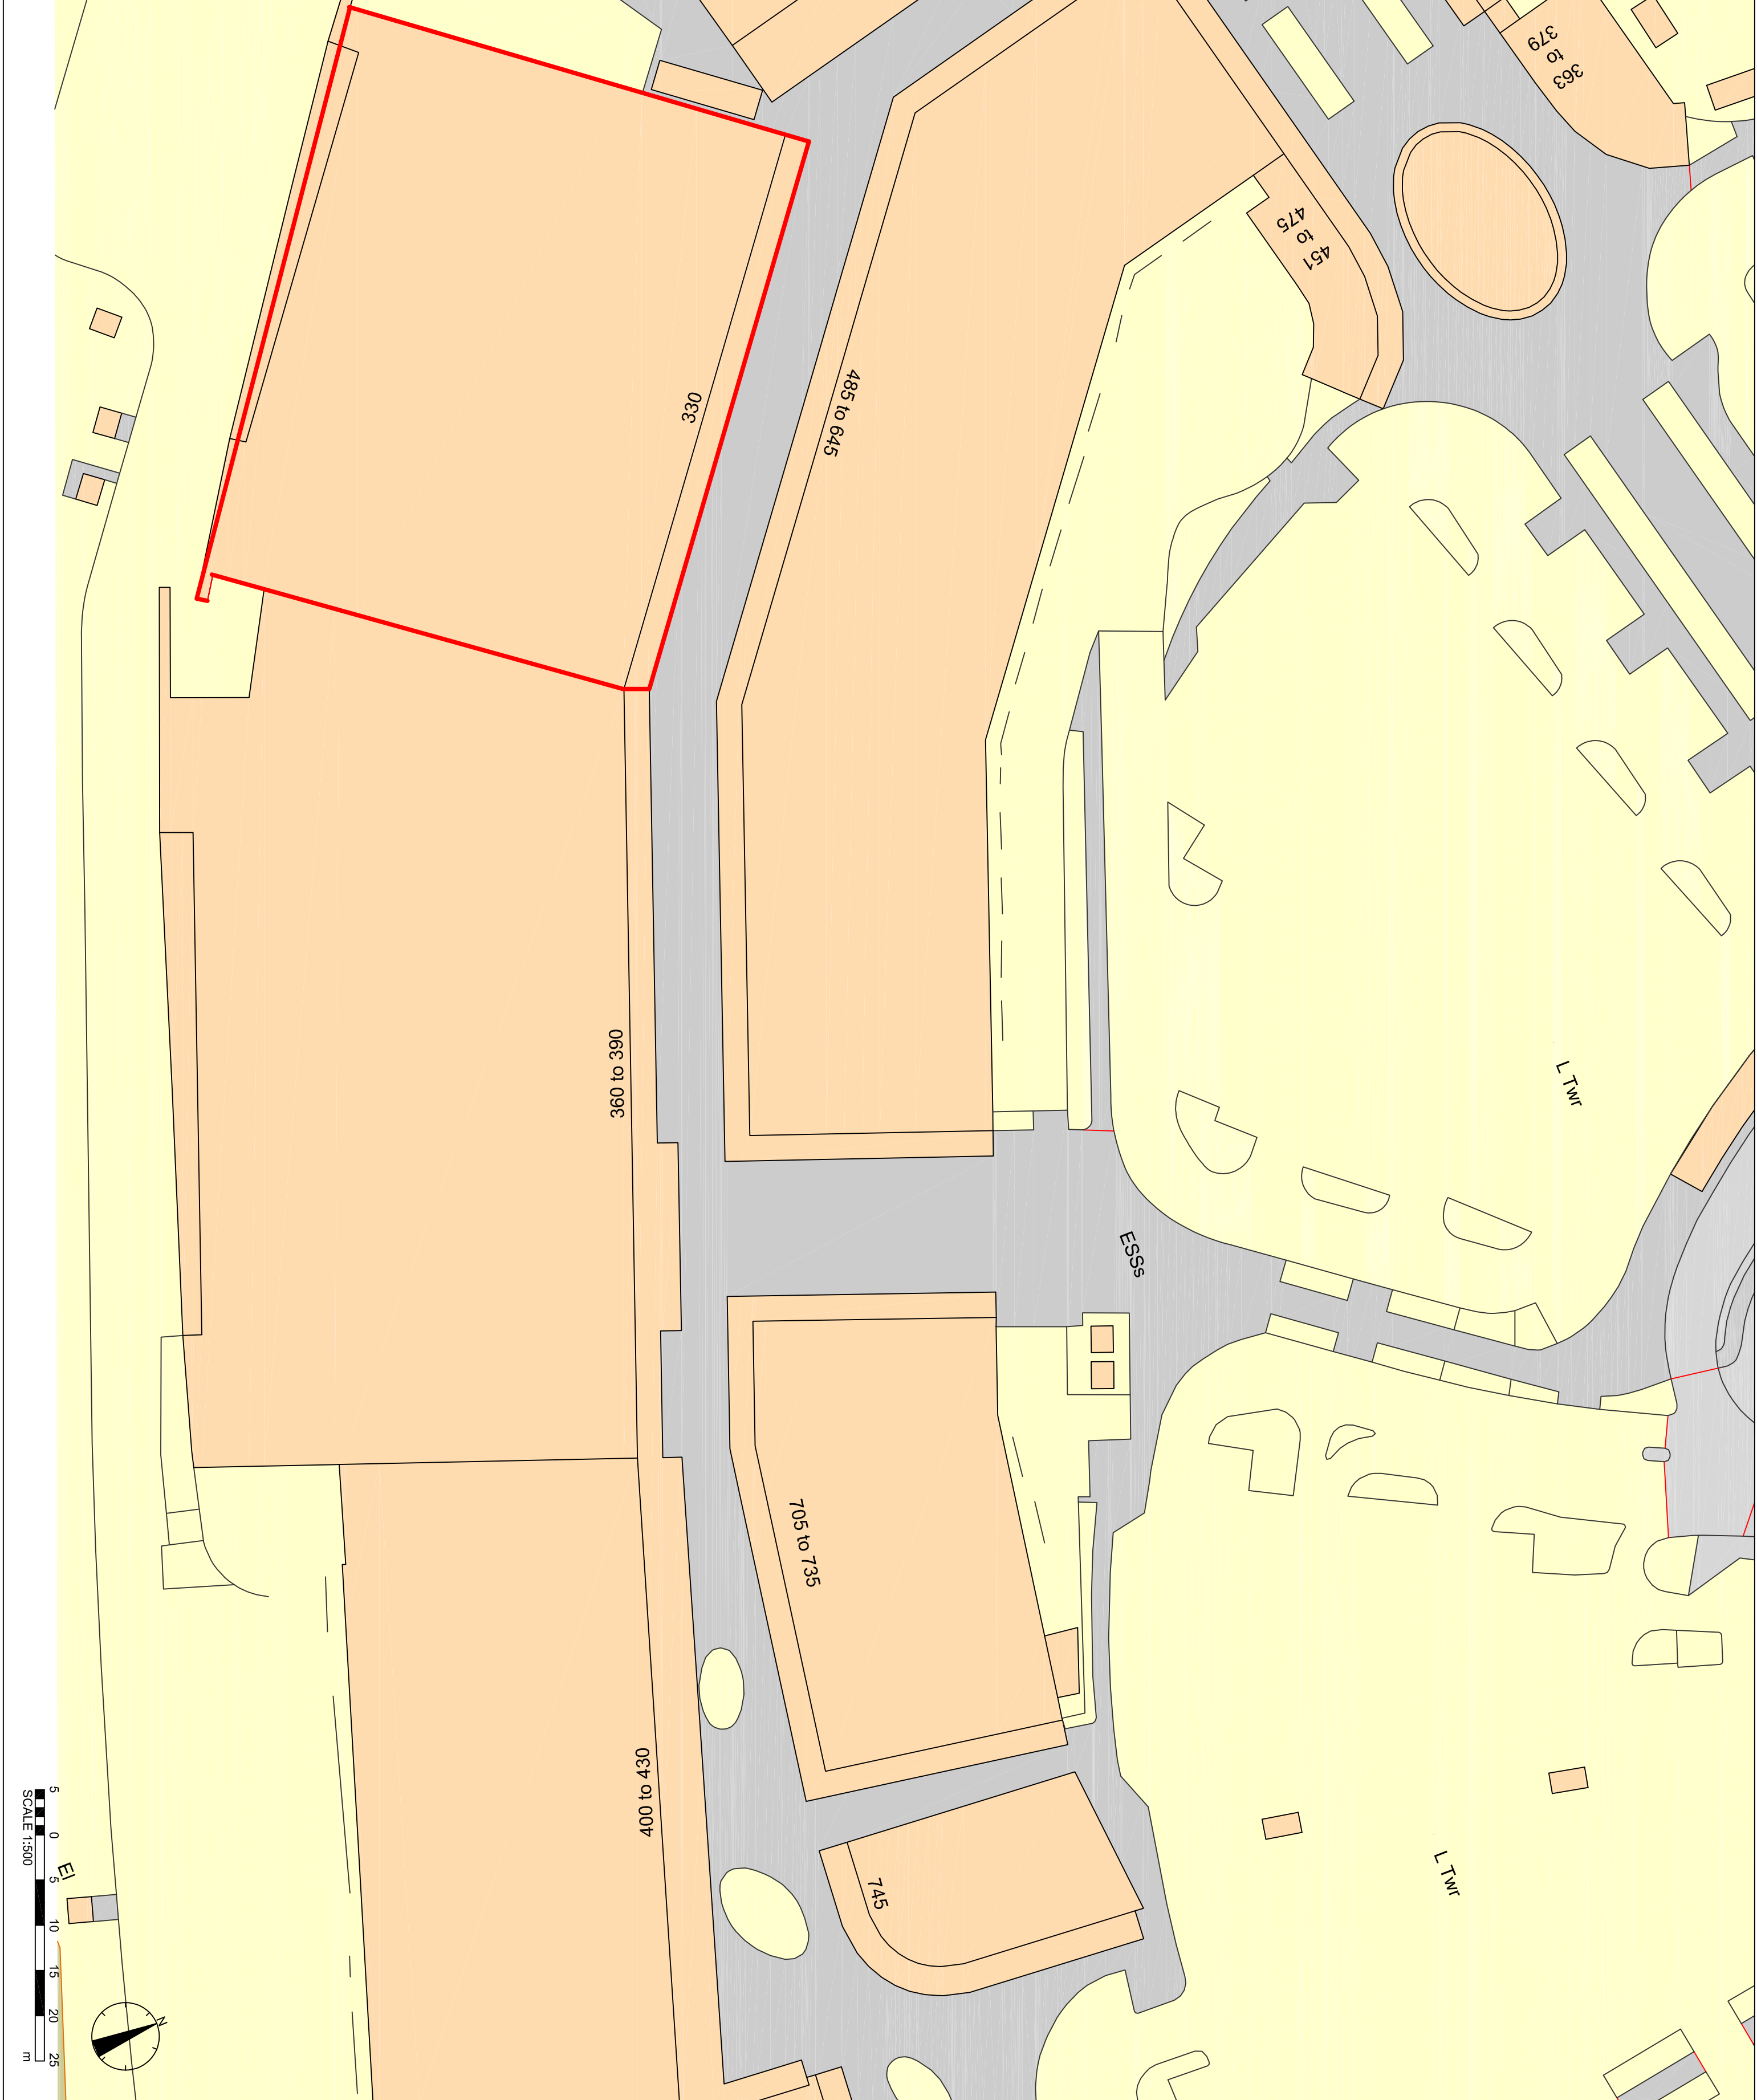 363
to
379
451
to
475
485 to 645
330
360 to 390
L Twr
ESSs
705 to 735
400 to 430
745
L Twr
El
N
5 0 5 10 15 20 25
m
SCALE 1:500